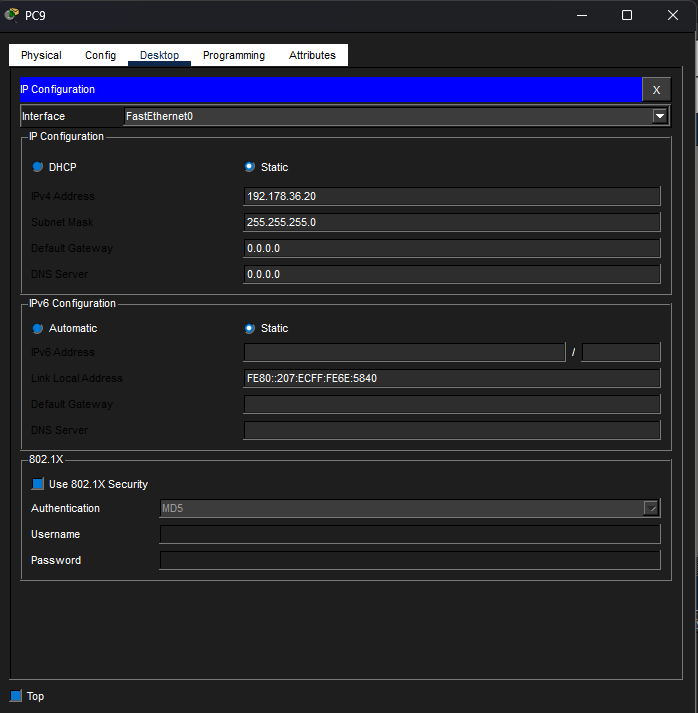 PC9
Physical Config Desktop Programming Attributes
IP Configuration X
Interface FastEthernet0
IP Configuration
DHCP Static
IPv4 Address 192.178.36.20
Subnet Mask 255.255.255.0
Default Gateway 0.0.0.0
DNS Server 0.0.0.0
IPv6 Configuration
Automatic Static
IPv6 Address /
Link Local Address FE80::207:ECFF:FE6E:5840
Default Gateway
DNS Server
802.1X
Use 802.1X Security
Authentication MD5
Username
Password
Top